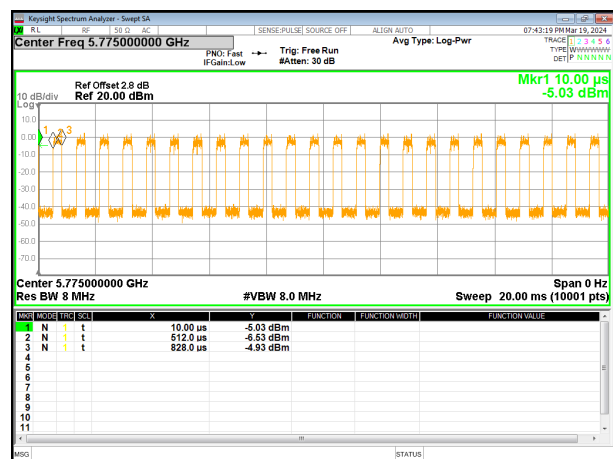 Keysight Spectrum Analyzer - Swept SA
RL RF 50 Ω AC SENSE:PULSE SOURCE OFF ALIGN AUTO 07:43:19 PM Mar 19, 2024
Center Freq 5.775000000 GHz
PNO: Fast
IFGain:Low
Trig: Free Run
#Atten: 30 dB
Avg Type: Log-Pwr
TRACE 1 2 3 4 5 6
TYPE WWWWWW
DET P NNNNN
Mkr1 10.00 µs
-5.03 dBm
Ref Offset 2.8 dB
Ref 20.00 dBm
10 dB/div
Log
10.0
0.00
-10.0
-20.0
-30.0
-40.0
-50.0
-60.0
-70.0
1 2 3
Center 5.775000000 GHz Span 0 Hz
Res BW 8 MHz #VBW 8.0 MHz Sweep 20.00 ms (10001 pts)
MKR MODE TRC SCL X Y FUNCTION FUNCTION WIDTH FUNCTION VALUE
1 N 1 t 10.00 µs -5.03 dBm
2 N 1 t 512.0 µs -6.53 dBm
3 N 1 t 828.0 µs -4.93 dBm
4
5
6
7
8
9
10
11
MSG STATUS